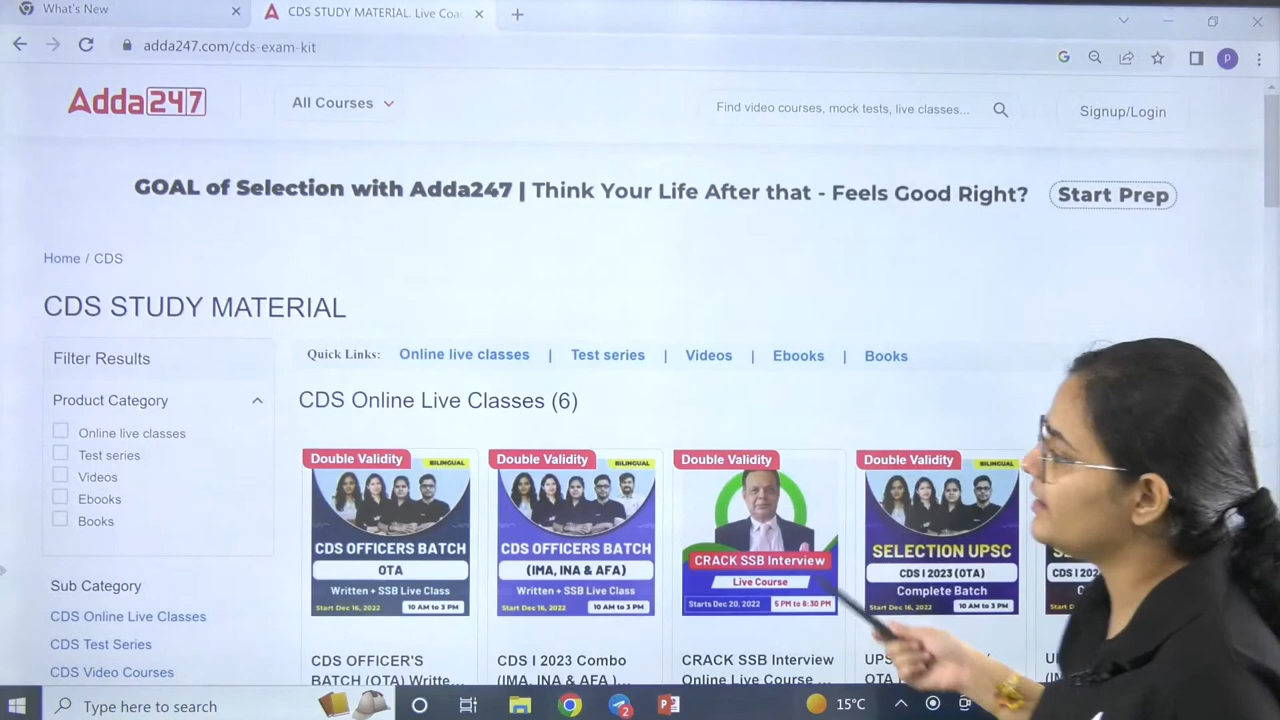 What's New
CDS STUDY MATERIAL. Live Coa
adda247.com/cds-exam-kit
P
Adda247
All Courses
Find video courses, mock tests, live classes...
Signup/Login
GOAL of Selection with Adda247 | Think Your Life After that - Feels Good Right?
Start Prep
Home / CDS
CDS STUDY MATERIAL
Filter Results
Product Category
Online live classes
Test series
Videos
Ebooks
Books
Sub Category
CDS Online Live Classes
CDS Test Series
CDS Video Courses
Quick Links: Online live classes | Test series | Videos | Ebooks | Books
CDS Online Live Classes (6)
Double Validity
BILINGUAL
CDS OFFICERS BATCH
OTA
Written + SSB Live Class
Start Dec 16, 2022
10 AM to 3 PM
CDS OFFICER'S
BATCH (OTA) Writte...
Double Validity
BILINGUAL
CDS OFFICERS BATCH
(IMA, INA & AFA)
Written + SSB Live Class
Start Dec 16, 2022
10 AM to 3 PM
CDS I 2023 Combo
(IMA, INA & AFA )...
Double Validity
CRACK SSB Interview
Live Course
Starts Dec 20, 2022
5 PM to 6:30 PM
CRACK SSB Interview
Online Live Course ...
Double Validity
BILINGUAL
SELECTION UPSC
CDS I 2023 (OTA)
Complete Batch
Start Dec 16, 2022
10 AM to 3 PM
OTA
CDS I 202
Type here to search
2
15°C